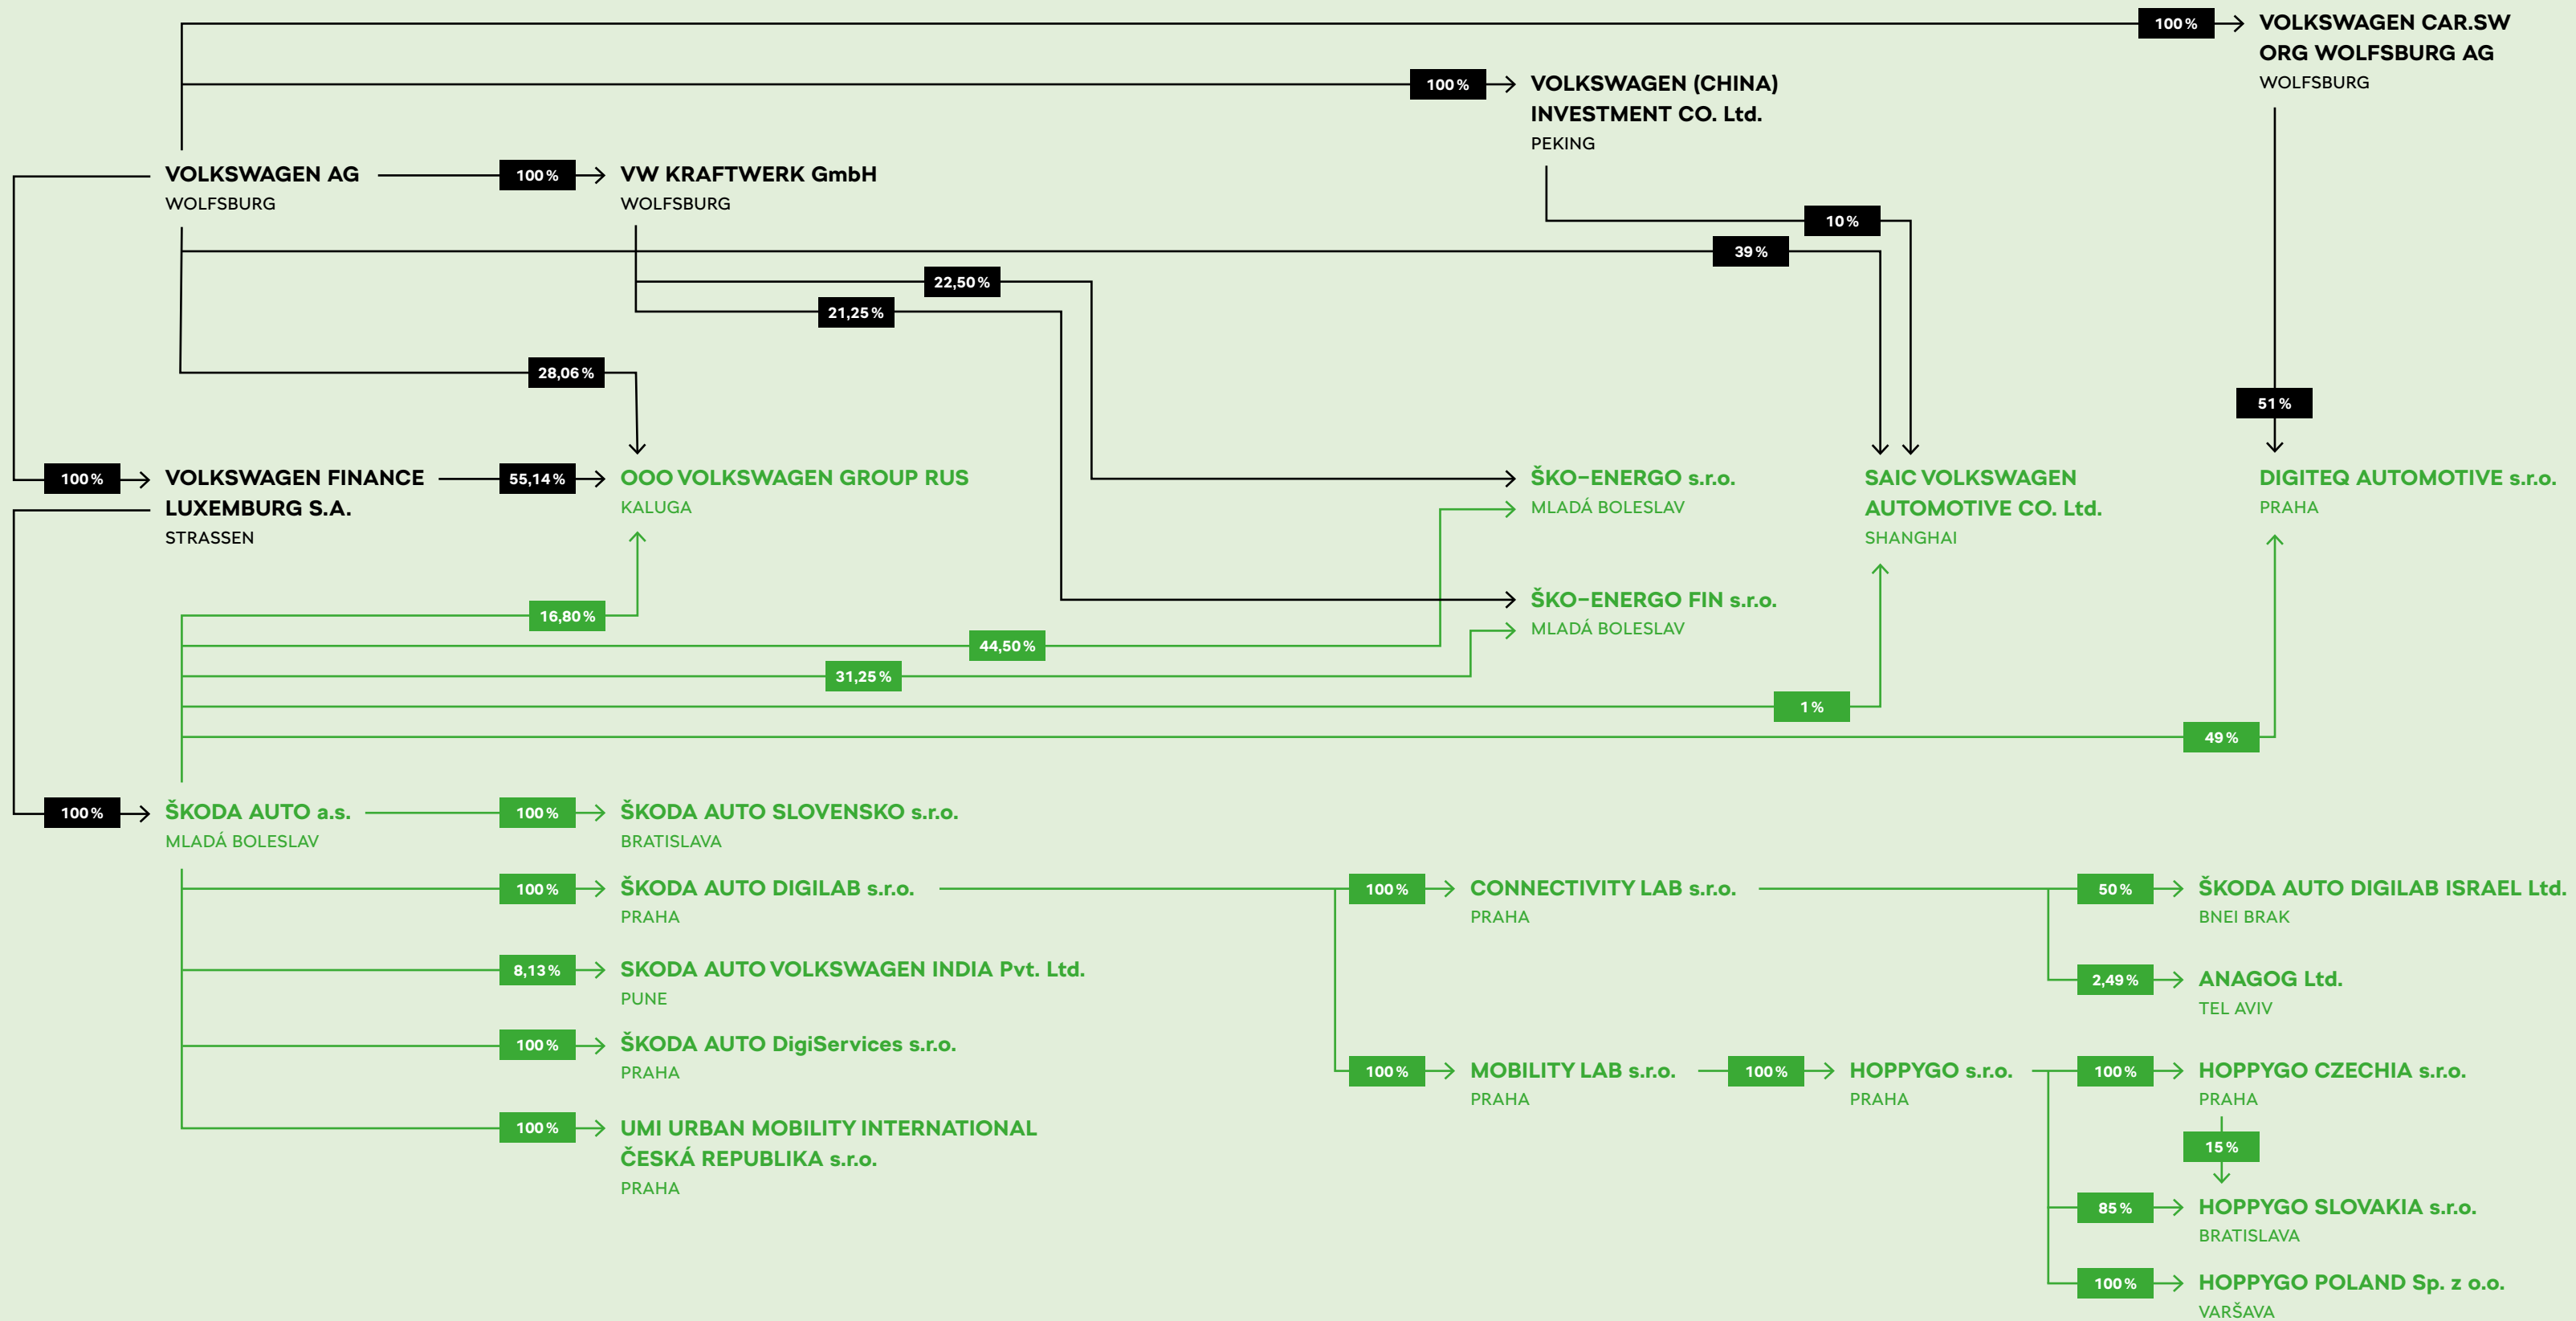 100 %
VOLKSWAGEN CAR.SW
ORG WOLFSBURG AG
WOLFSBURG
100 %
VOLKSWAGEN (CHINA)
INVESTMENT CO. Ltd.
PEKING
VOLKSWAGEN AG
WOLFSBURG
100 %
VW KRAFTWERK GmbH
WOLFSBURG
10 %
39 %
22,50 %
21,25 %
28,06 %
51 %
100 %
VOLKSWAGEN FINANCE
LUXEMBURG S.A.
STRASSEN
55,14 %
OOO VOLKSWAGEN GROUP RUS
KALUGA
ŠKO-ENERGO s.r.o.
MLADÁ BOLESLAV
SAIC VOLKSWAGEN
AUTOMOTIVE CO. Ltd.
SHANGHAI
DIGITEQ AUTOMOTIVE s.r.o.
PRAHA
ŠKO-ENERGO FIN s.r.o.
MLADÁ BOLESLAV
16,80 %
44,50 %
31,25 %
1 %
49 %
100 %
ŠKODA AUTO a.s.
MLADÁ BOLESLAV
100 %
ŠKODA AUTO SLOVENSKO s.r.o.
BRATISLAVA
100 %
ŠKODA AUTO DIGILAB s.r.o.
PRAHA
100 %
CONNECTIVITY LAB s.r.o.
PRAHA
50 %
ŠKODA AUTO DIGILAB ISRAEL Ltd.
BNEI BRAK
8,13 %
SKODA AUTO VOLKSWAGEN INDIA Pvt. Ltd.
PUNE
2,49 %
ANAGOG Ltd.
TEL AVIV
100 %
ŠKODA AUTO DigiServices s.r.o.
PRAHA
100 %
MOBILITY LAB s.r.o.
PRAHA
100 %
HOPPYGO s.r.o.
PRAHA
100 %
HOPPYGO CZECHIA s.r.o.
PRAHA
100 %
UMI URBAN MOBILITY INTERNATIONAL
ČESKÁ REPUBLIKA s.r.o.
PRAHA
15 %
85 %
HOPPYGO SLOVAKIA s.r.o.
BRATISLAVA
100 %
HOPPYGO POLAND Sp. z o.o.
VARŠAVA